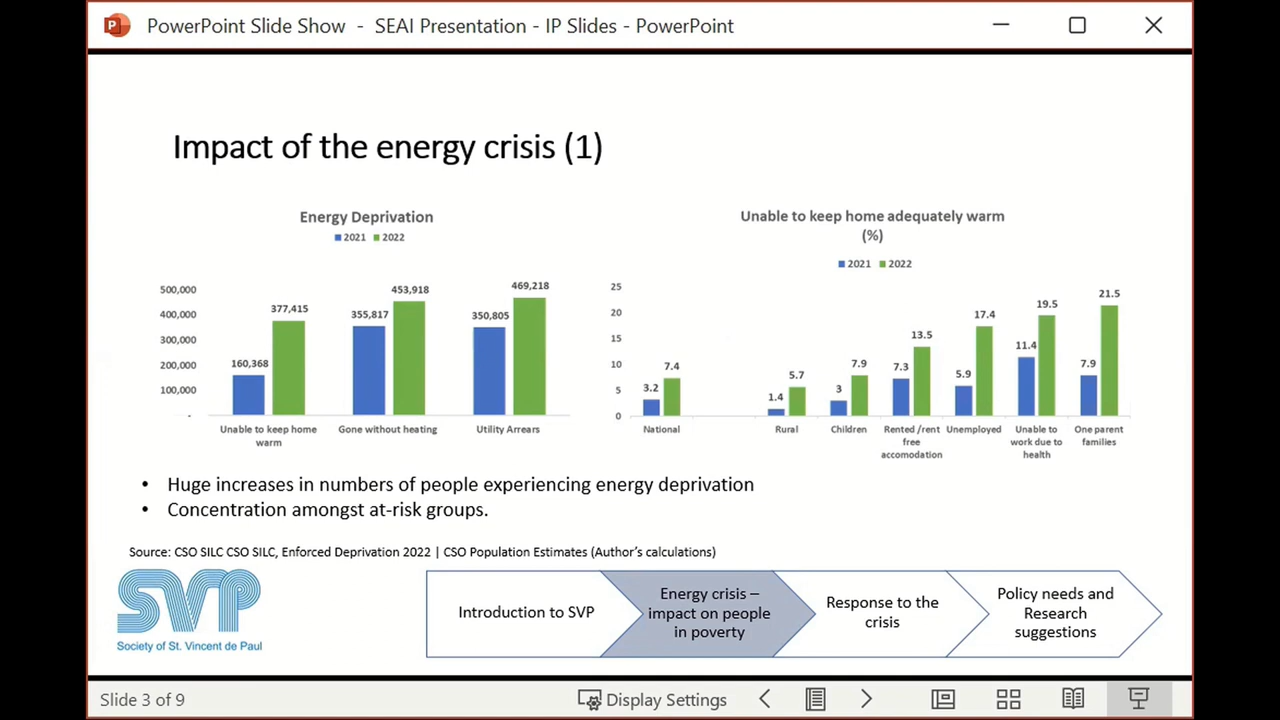 PowerPoint Slide Show - SEAI Presentation - IP Slides - PowerPoint
Impact of the energy crisis (1)
Energy Deprivation
2021 2022
500,000
400,000
300,000
200,000
100,000
-
160,368
377,415
355,817
453,918
350,805
469,218
Unable to keep home
warm
Gone without heating
Utility Arrears
Unable to keep home adequately warm
(%)
2021 2022
25
20
15
10
5
0
3.2
7.4
1.4
5.7
3
7.9
7.3
13.5
5.9
17.4
11.4
19.5
7.9
21.5
National
Rural
Children
Rented /rent
free
accomodation
Unemployed
Unable to
work due to
health
One parent
families
• Huge increases in numbers of people experiencing energy deprivation
• Concentration amongst at-risk groups.
Source: CSO SILC CSO SILC, Enforced Deprivation 2022 | CSO Population Estimates (Author's calculations)
SVP
Society of St. Vincent de Paul
Introduction to SVP
Energy crisis –
impact on people
in poverty
Response to the
crisis
Policy needs and
Research
suggestions
Slide 3 of 9
Display Settings